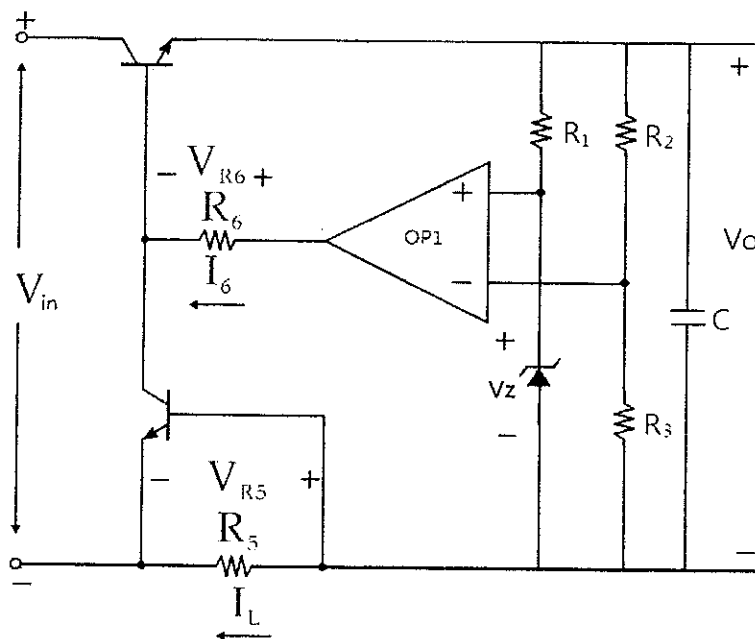 +
V_R6
- +
R_6
I_6
V_in
+
OP1
−
R_1
R_2
+
Vo
+
Vz
−
C
R_3
V_R5
− +
R_5
I_L
−
−